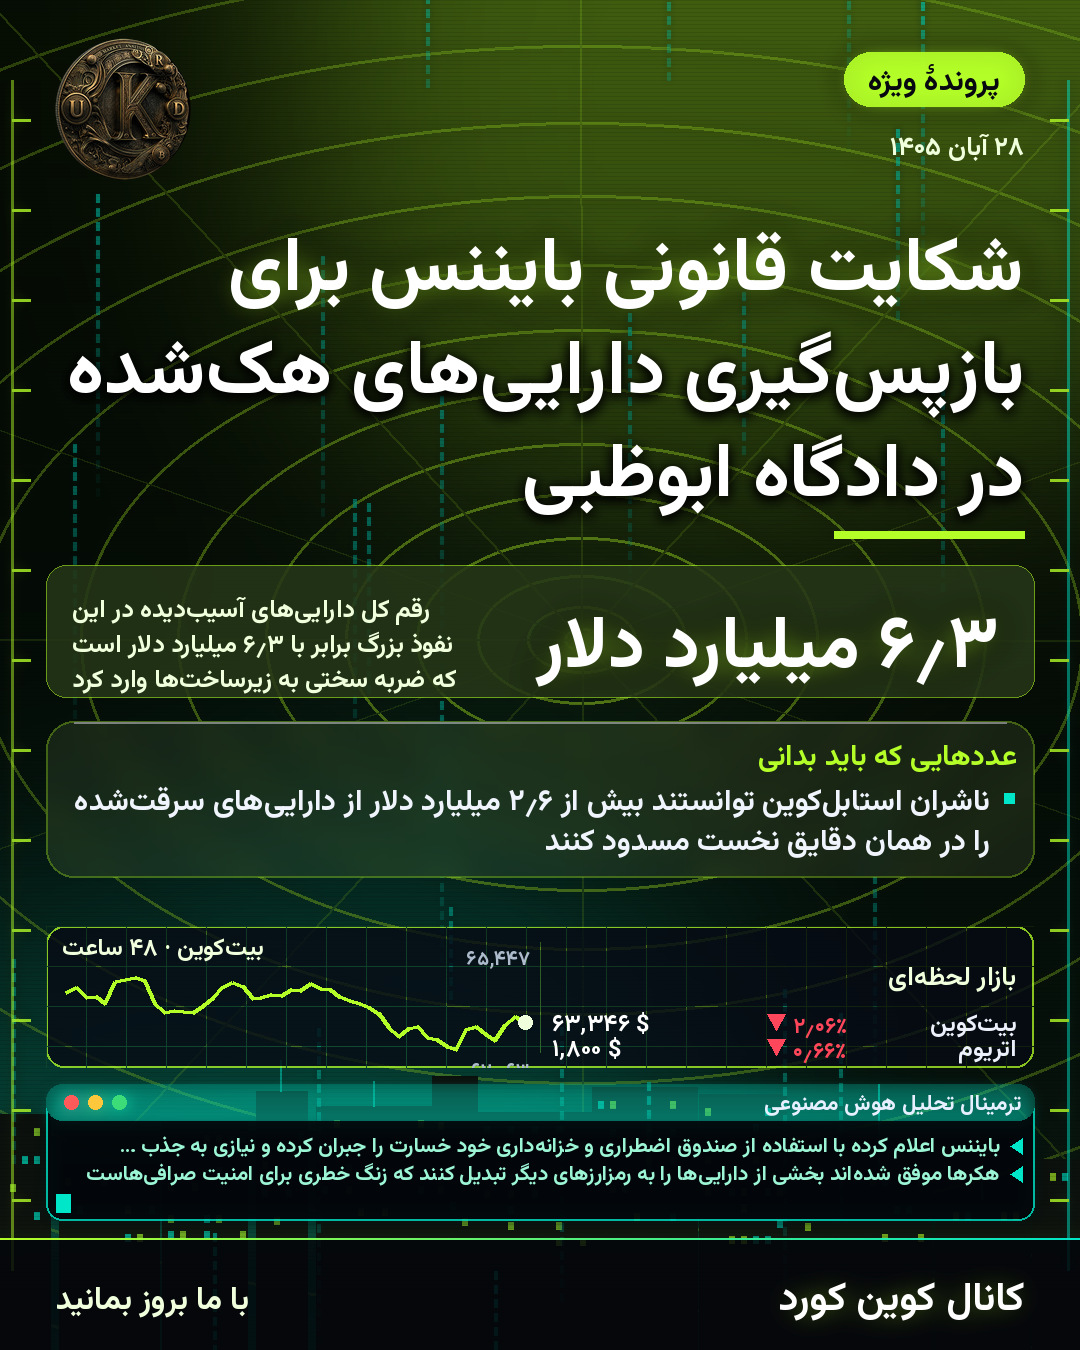 پروندهٔ ویژه
۲۸ آبان ۱۴۰۵
شکایت قانونی بایننس برای
بازپس‌گیری دارایی‌های هک‌شده
در دادگاه ابوظبی
۶٫۳ میلیارد دلار
رقم کل دارایی‌های آسیب‌دیده در این
نفوذ بزرگ برابر با ۶٫۳ میلیارد دلار است
که ضربه سختی به زیرساخت‌ها وارد کرد
عددهایی که باید بدانی
ناشران استابل‌کوین توانستند بیش از ۲٫۶ میلیارد دلار از دارایی‌های سرقت‌شده
را در همان دقایق نخست مسدود کنند
بازار لحظه‌ای
بیت‌کوین ۲٫۰۶٪ ۶۳,۳۴۶ $
اتریوم ۰٫۶۶٪ ۱,۸۰۰ $
بیت‌کوین · ۴۸ ساعت
۶۵,۴۴۷
ترمینال تحلیل هوش مصنوعی
بایننس اعلام کرده با استفاده از صندوق اضطراری و خزانه‌داری خود خسارت را جبران کرده و نیازی به جذب ...
هکرها موفق شده‌اند بخشی از دارایی‌ها را به رمزارزهای دیگر تبدیل کنند که زنگ خطری برای امنیت صرافی‌هاست
کانال کوین کورد
با ما بروز بمانید
K
U
R
D